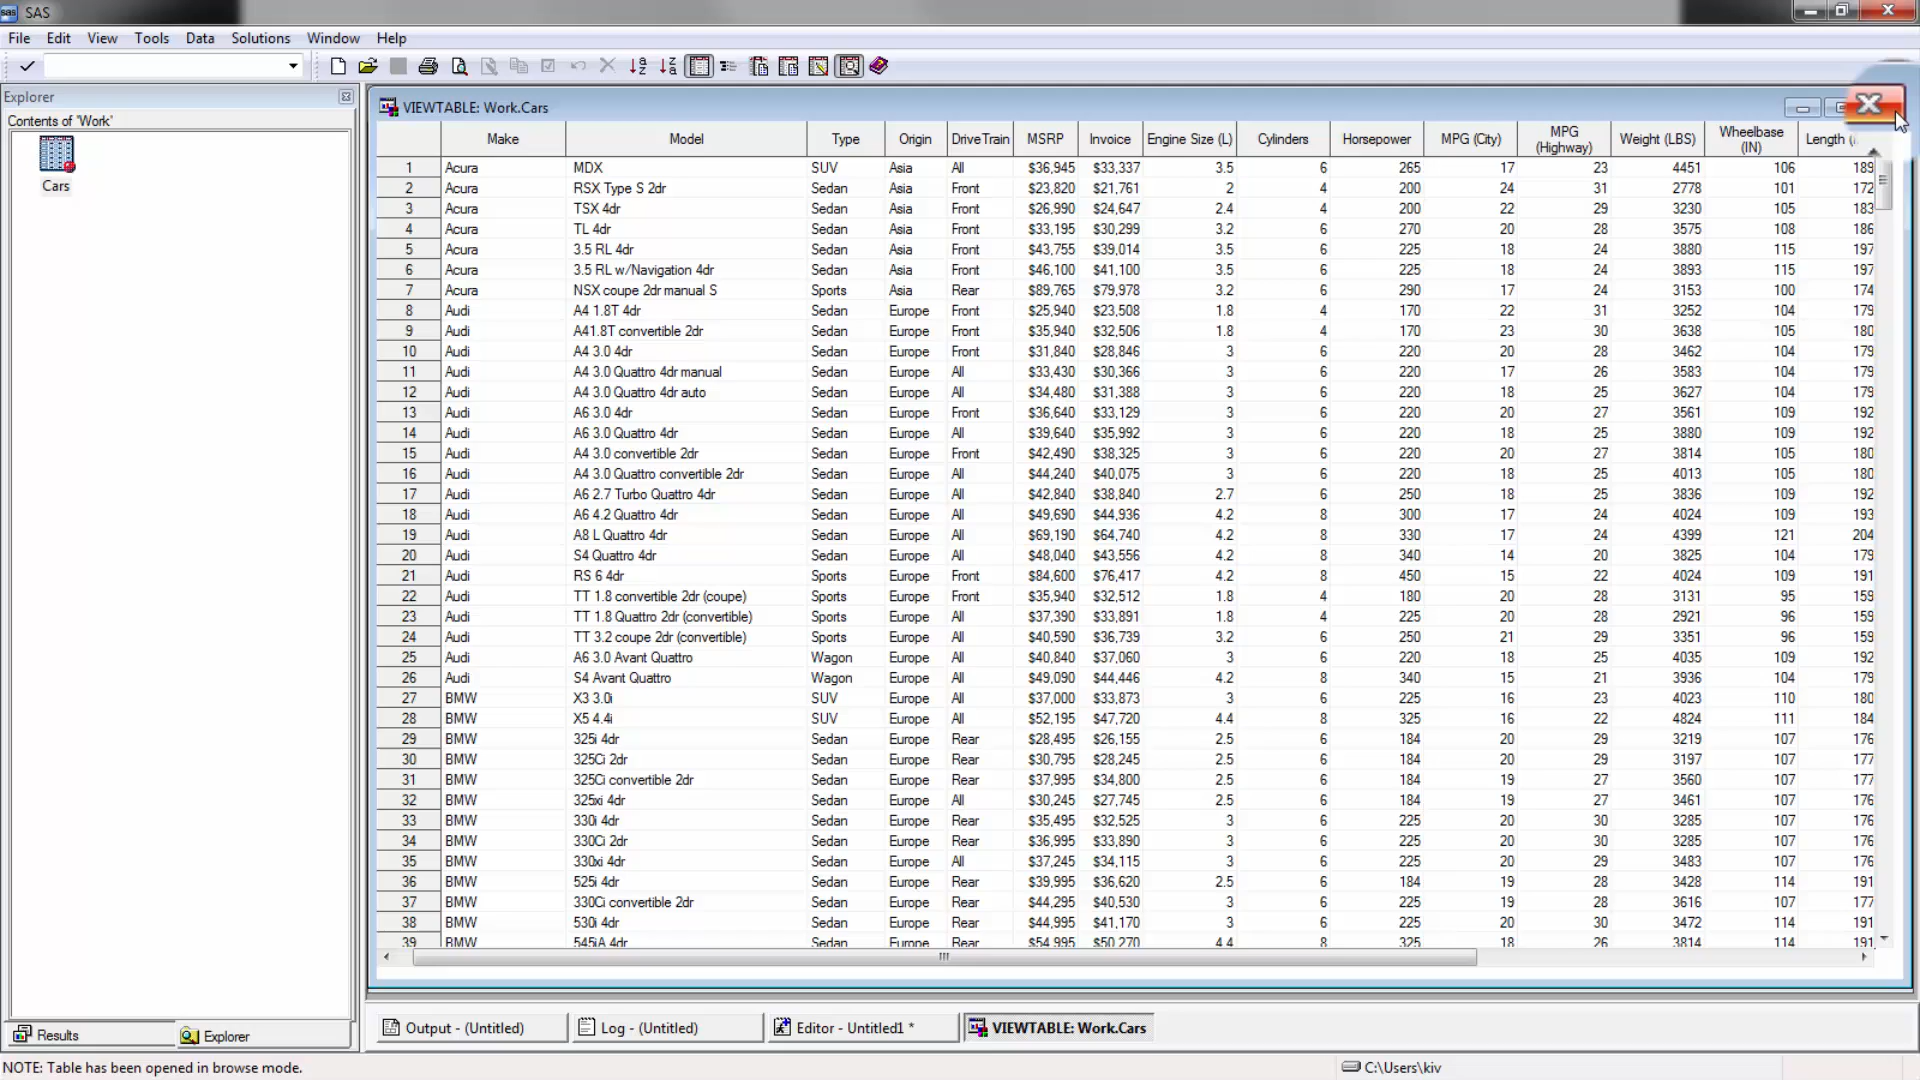 SAS
File Edit View Tools Data Solutions Window Help
Explorer
Contents of 'Work'
Cars
VIEWTABLE: Work.Cars
Make Model Type Origin DriveTrain MSRP Invoice Engine Size (L) Cylinders Horsepower MPG (City) MPG (Highway) Weight (LBS) Wheelbase (IN) Length
1 Acura MDX SUV Asia All $36,945 $33,337 3.5 6 265 17 23 4451 106 189
2 Acura RSX Type S 2dr Sedan Asia Front $23,820 $21,761 2 4 200 24 31 2778 101 172
3 Acura TSX 4dr Sedan Asia Front $26,990 $24,647 2.4 4 200 22 29 3230 105 183
4 Acura TL 4dr Sedan Asia Front $33,195 $30,299 3.2 6 270 20 28 3575 108 186
5 Acura 3.5 RL 4dr Sedan Asia Front $43,755 $39,014 3.5 6 225 18 24 3880 115 197
6 Acura 3.5 RL w/Navigation 4dr Sedan Asia Front $46,100 $41,100 3.5 6 225 18 24 3893 115 197
7 Acura NSX coupe 2dr manual S Sports Asia Rear $89,765 $79,978 3.2 6 290 17 24 3153 100 174
8 Audi A4 1.8T 4dr Sedan Europe Front $25,940 $23,508 1.8 4 170 22 31 3252 104 179
9 Audi A41.8T convertible 2dr Sedan Europe Front $35,940 $32,506 1.8 4 170 23 30 3638 105 180
10 Audi A4 3.0 4dr Sedan Europe Front $31,840 $28,846 3 6 220 20 28 3462 104 179
11 Audi A4 3.0 Quattro 4dr manual Sedan Europe All $33,430 $30,366 3 6 220 17 26 3583 104 179
12 Audi A4 3.0 Quattro 4dr auto Sedan Europe All $34,480 $31,388 3 6 220 18 25 3627 104 179
13 Audi A6 3.0 4dr Sedan Europe Front $36,640 $33,129 3 6 220 20 27 3561 109 192
14 Audi A6 3.0 Quattro 4dr Sedan Europe All $39,640 $35,992 3 6 220 18 25 3880 109 192
15 Audi A4 3.0 convertible 2dr Sedan Europe Front $42,490 $38,325 3 6 220 20 27 3814 105 180
16 Audi A4 3.0 Quattro convertible 2dr Sedan Europe All $44,240 $40,075 3 6 220 18 25 4013 105 180
17 Audi A6 2.7 Turbo Quattro 4dr Sedan Europe All $42,840 $38,840 2.7 6 250 18 25 3836 109 192
18 Audi A6 4.2 Quattro 4dr Sedan Europe All $49,690 $44,936 4.2 8 300 17 24 4024 109 193
19 Audi A8 L Quattro 4dr Sedan Europe All $69,190 $64,740 4.2 8 330 17 24 4399 121 204
20 Audi S4 Quattro 4dr Sedan Europe All $48,040 $43,556 4.2 8 340 14 20 3825 104 179
21 Audi RS 6 4dr Sports Europe Front $84,600 $76,417 4.2 8 450 15 22 4024 109 191
22 Audi TT 1.8 convertible 2dr (coupe) Sports Europe Front $35,940 $32,512 1.8 4 180 20 28 3131 95 159
23 Audi TT 1.8 Quattro 2dr (convertible) Sports Europe All $37,390 $33,891 1.8 4 225 20 28 2921 96 159
24 Audi TT 3.2 coupe 2dr (convertible) Sports Europe All $40,590 $36,739 3.2 6 250 21 29 3351 96 159
25 Audi A6 3.0 Avant Quattro Wagon Europe All $40,840 $37,060 3 6 220 18 25 4035 109 192
26 Audi S4 Avant Quattro Wagon Europe All $49,090 $44,446 4.2 8 340 15 21 3936 104 179
27 BMW X3 3.0i SUV Europe All $37,000 $33,873 3 6 225 16 23 4023 110 180
28 BMW X5 4.4i SUV Europe All $52,195 $47,720 4.4 8 325 16 22 4824 111 184
29 BMW 325i 4dr Sedan Europe Rear $28,495 $26,155 2.5 6 184 20 29 3219 107 176
30 BMW 325Ci 2dr Sedan Europe Rear $30,795 $28,245 2.5 6 184 20 29 3197 107 177
31 BMW 325Ci convertible 2dr Sedan Europe Rear $37,995 $34,800 2.5 6 184 19 27 3560 107 177
32 BMW 325xi 4dr Sedan Europe All $30,245 $27,745 2.5 6 184 19 27 3461 107 176
33 BMW 330i 4dr Sedan Europe Rear $35,495 $32,525 3 6 225 20 30 3285 107 176
34 BMW 330Ci 2dr Sedan Europe Rear $36,995 $33,890 3 6 225 20 30 3285 107 176
35 BMW 330xi 4dr Sedan Europe All $37,245 $34,115 3 6 225 20 29 3483 107 176
36 BMW 525i 4dr Sedan Europe Rear $39,995 $36,620 2.5 6 184 19 28 3428 114 191
37 BMW 330Ci convertible 2dr Sedan Europe Rear $44,295 $40,530 3 6 225 19 28 3616 107 177
38 BMW 530i 4dr Sedan Europe Rear $44,995 $41,170 3 6 225 20 30 3472 114 191
39 BMW 545iA 4dr Sedan Europe Rear $54,995 $50,270 4.4 8 325 18 26 3814 114 191
Results Explorer
Output - (Untitled) Log - (Untitled) Editor - Untitled1 * VIEWTABLE: Work.Cars
NOTE: Table has been opened in browse mode. C:\Users\kiv